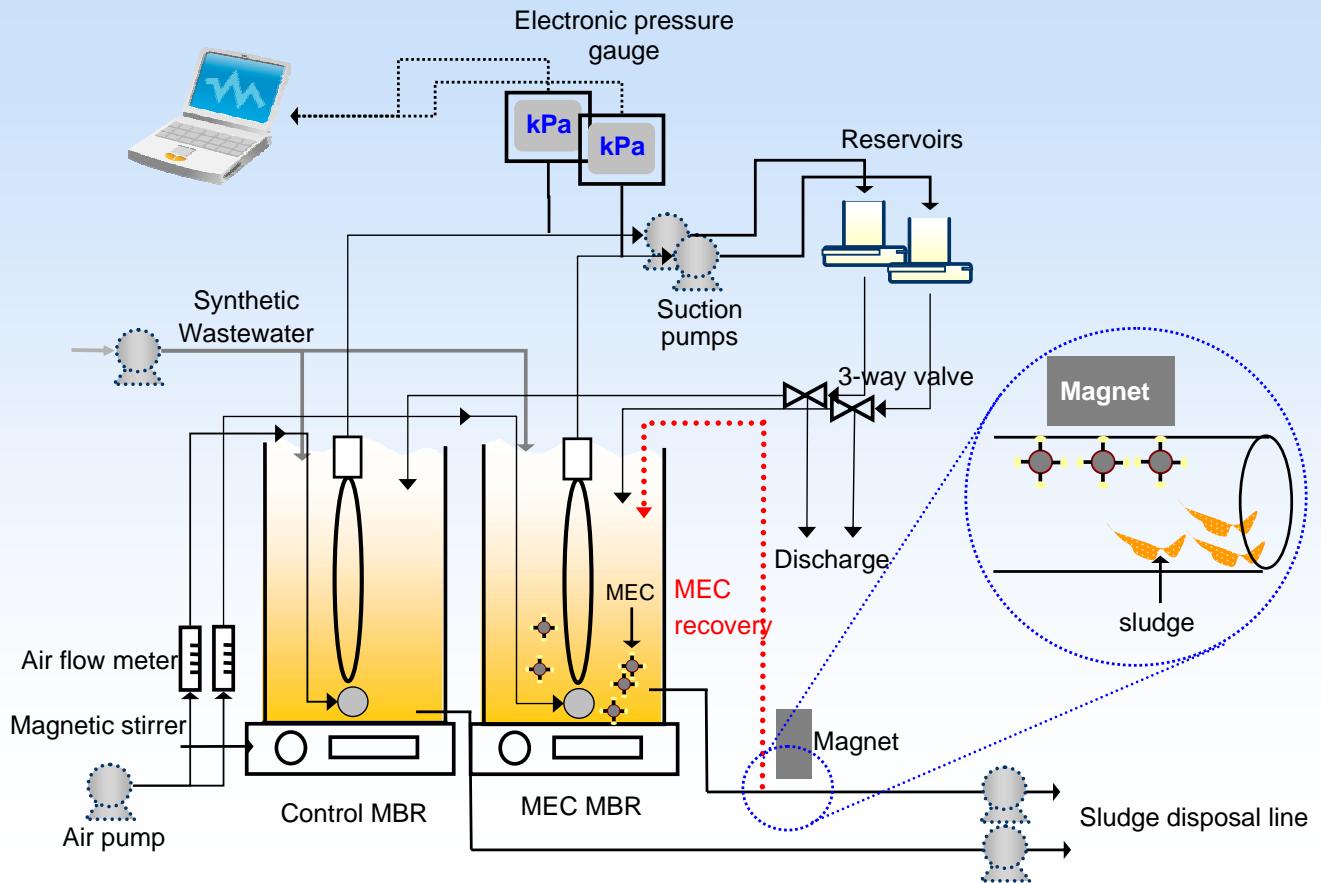 Electronic pressure
gauge
kPa
kPa
Reservoirs
Synthetic
Wastewater
Suction
pumps
3-way valve
Magnet
Discharge
MEC
MEC
recovery
sludge
Air flow meter
Magnetic stirrer
Magnet
Control MBR
MEC MBR
Air pump
Sludge disposal line